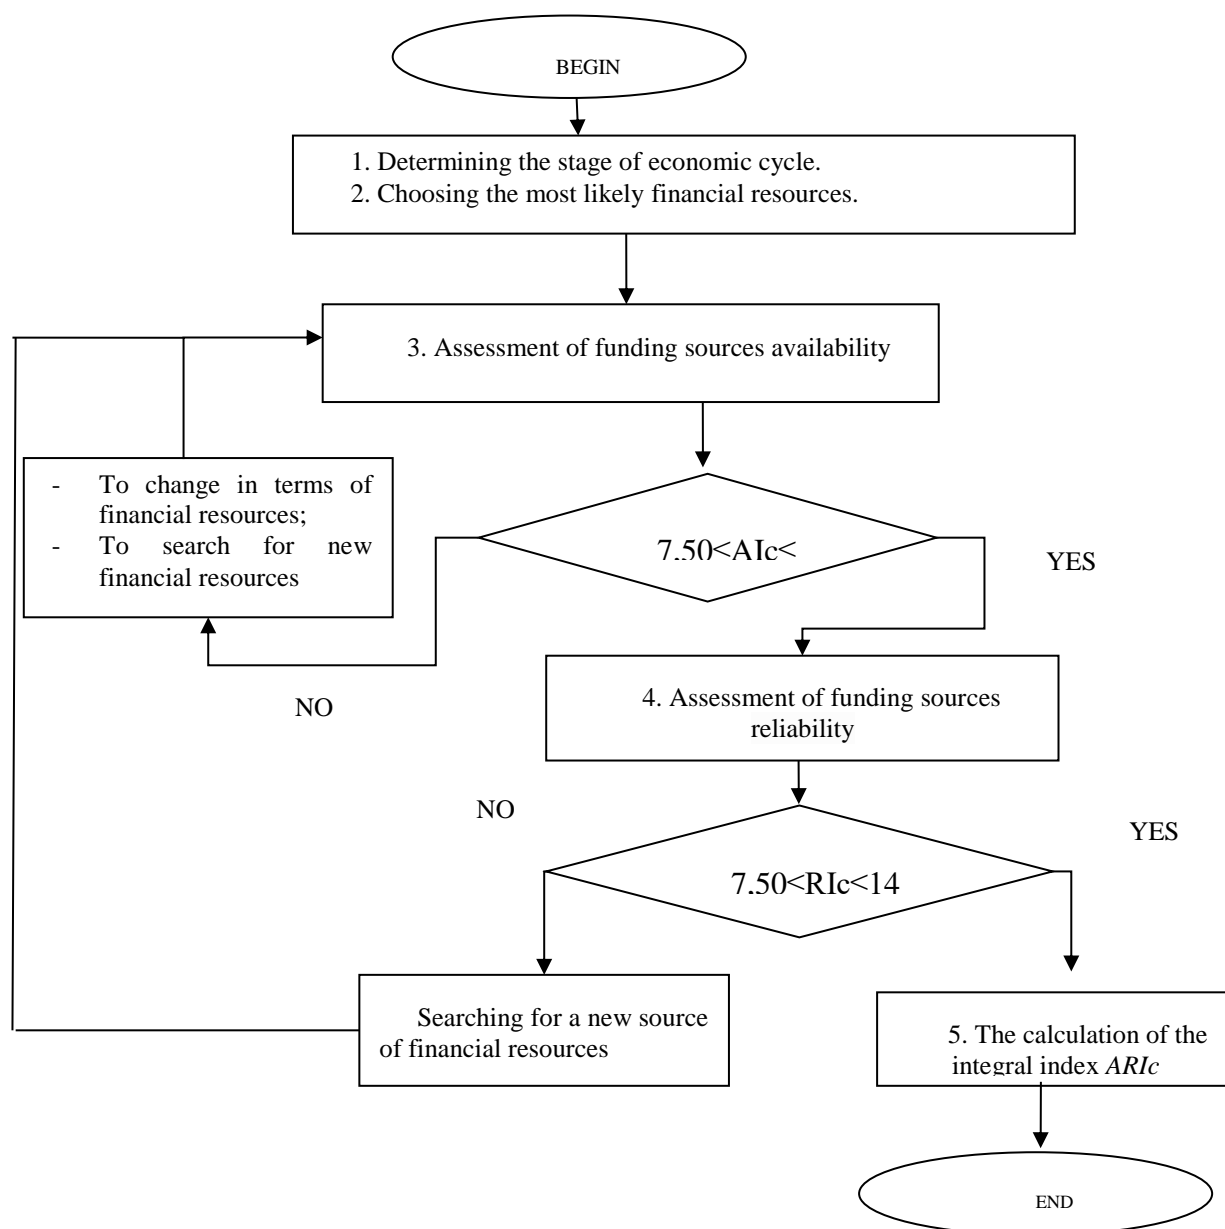 BEGIN
1. Determining the stage of economic cycle.
2. Choosing the most likely financial resources.
3. Assessment of funding sources availability
- To change in terms of
financial resources;
- To search for new
financial resources
7.50<AIc<
YES
NO
4. Assessment of funding sources
reliability
NO
YES
7.50<RIc<14
Searching for a new source
of financial resources
5. The calculation of the
integral index ARIc
END